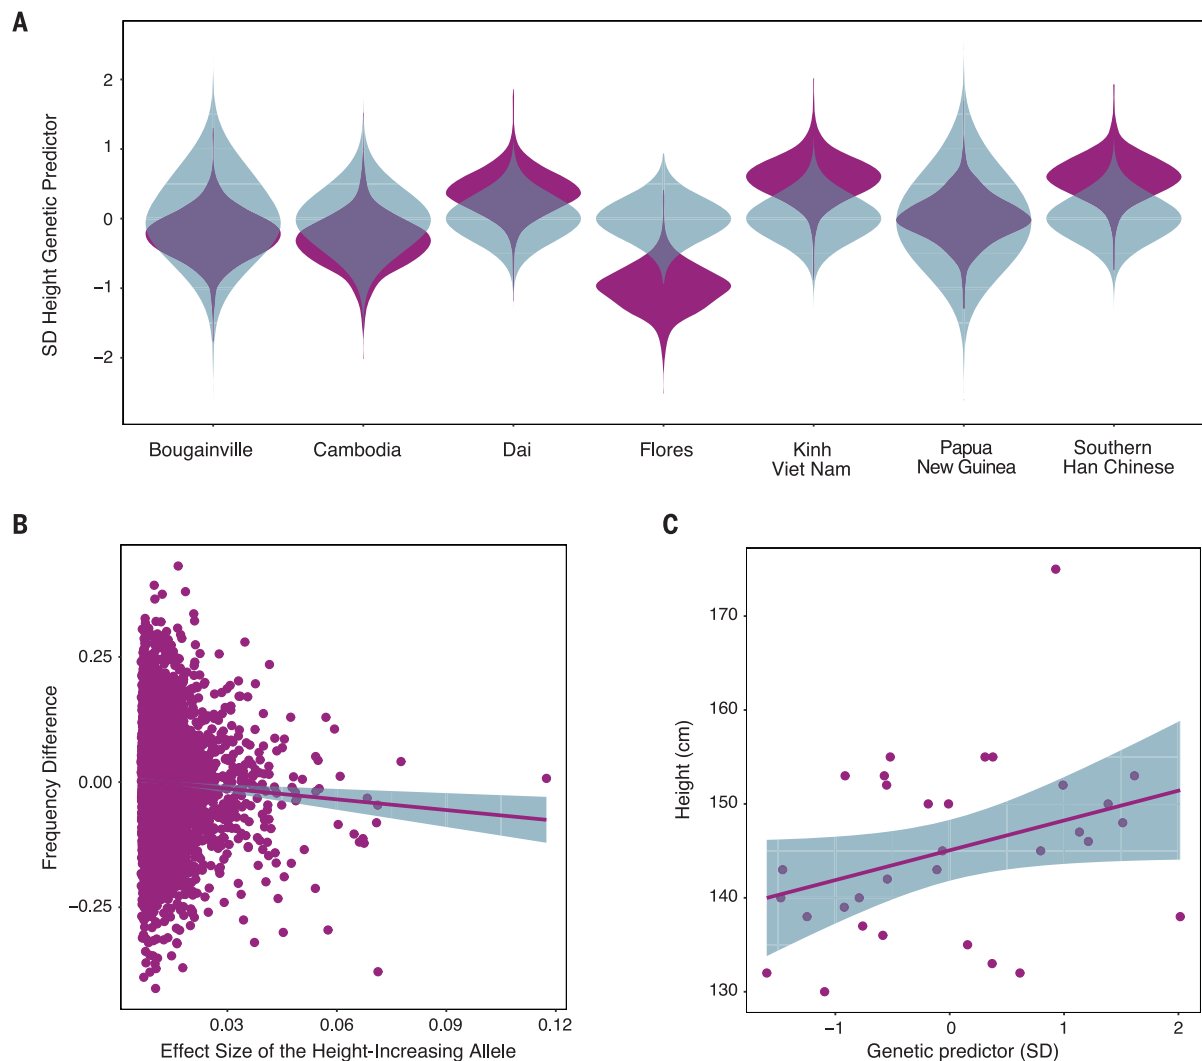 A
SD Height Genetic Predictor
2
1
0
−1
−2
Bougainville
Cambodia
Dai
Flores
Kinh
Viet Nam
Papua
New Guinea
Southern
Han Chinese
B
Frequency Difference
0.25
0.00
−0.25
0.03
0.06
0.09
0.12
Effect Size of the Height-Increasing Allele
C
Height (cm)
170
160
150
140
130
−1
0
1
2
Genetic predictor (SD)